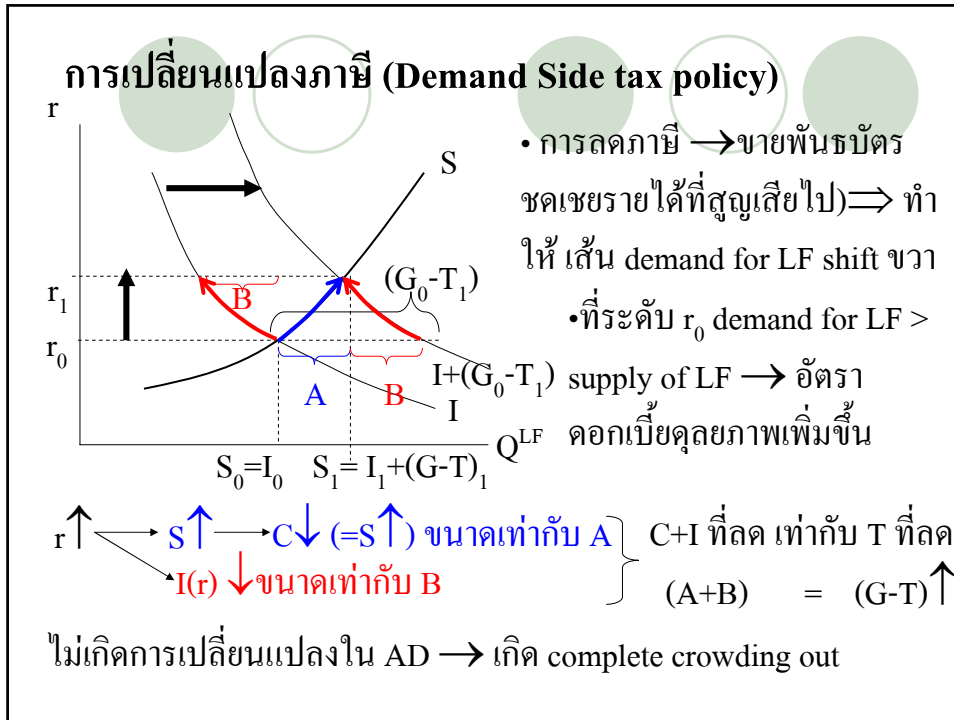 การเปลี่ยนแปลงภาษี (Demand Side tax policy)
r
S
• การลดภาษี →ขายพันธบัตร
ชดเชยรายได้ที่สูญเสียไป)⇒ ทำ
ให้ เส้น demand for LF shift ขวา
(G₀-T₁)
r₁
B
r₀
•ที่ระดับ r₀ demand for LF >
supply of LF → อัตรา
ดอกเบี้ยดุลยภาพเพิ่มขึ้น
A
B
I+(G₀-T₁)
I
Qᴸᶠ
S₀=I₀
S₁= I₁+(G-T)₁
r↑ → S↑ → C↓ (=S↑) ขนาดเท่ากับ A
I(r) ↓ขนาดเท่ากับ B
C+I ที่ลด เท่ากับ T ที่ลด
(A+B) = (G-T)↑
ไม่เกิดการเปลี่ยนแปลงใน AD → เกิด complete crowding out